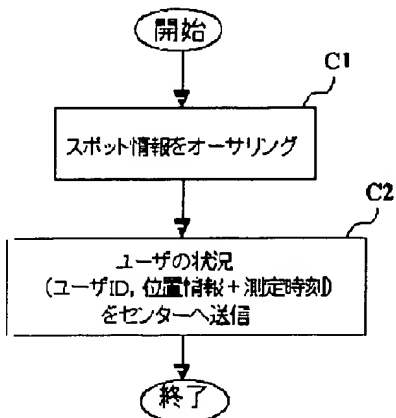 開始
C1
スポット情報をオーサリング
C2
ユーザの状況
(ユーザID, 位置情報+測定時刻)
をセンターへ送信
終了